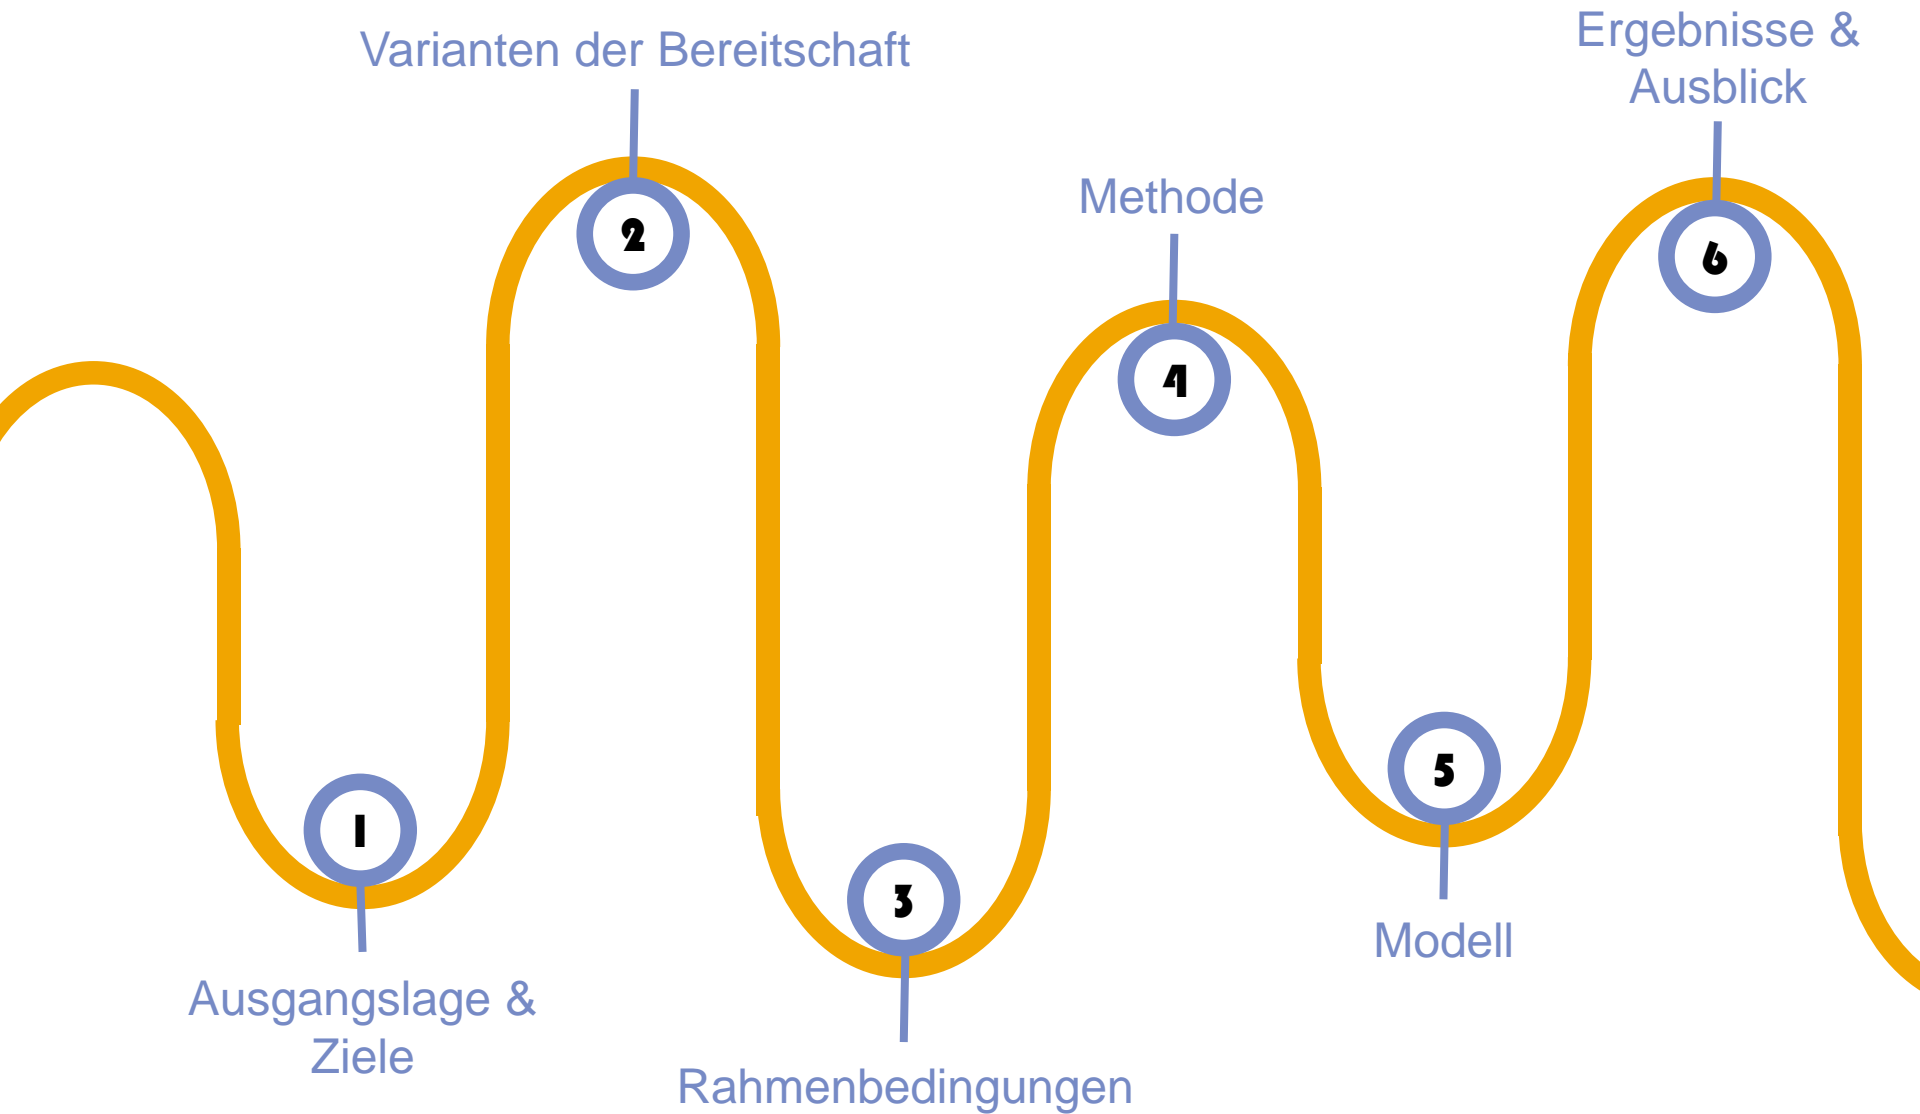 Varianten der Bereitschaft
Ergebnisse &
Ausblick
Methode
2
6
4
5
1
3
Modell
Ausgangslage &
Ziele
Rahmenbedingungen